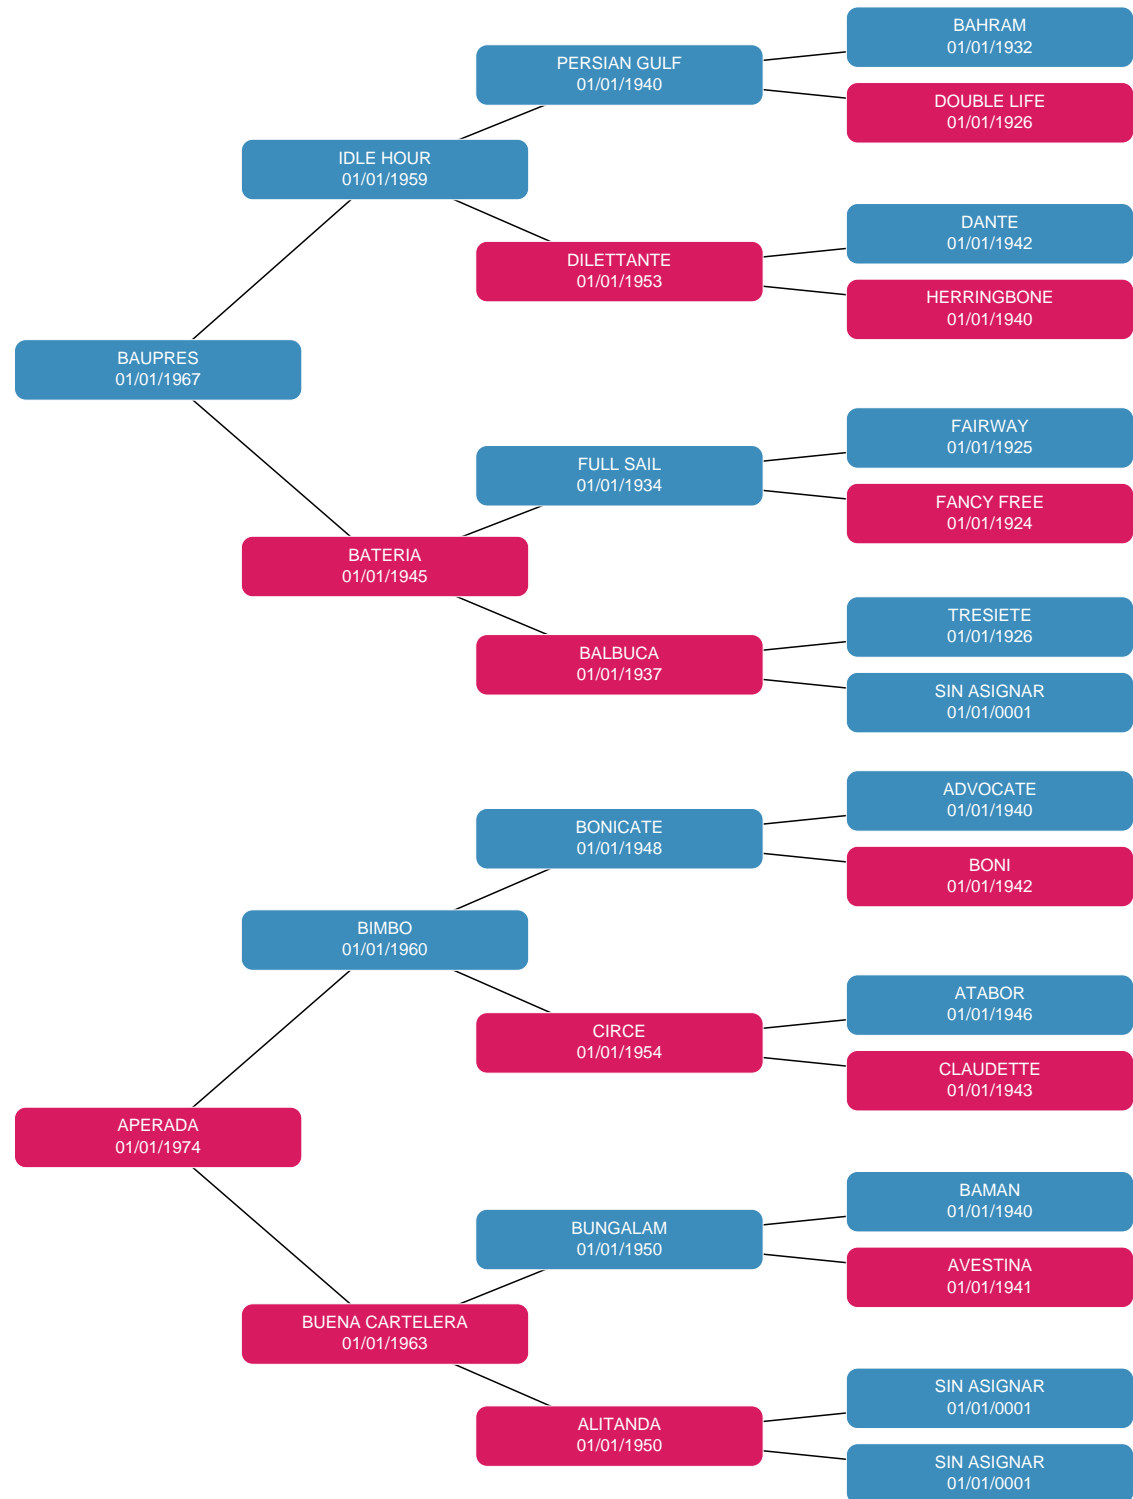 BAHRAM
01/01/1932
PERSIAN GULF
01/01/1940
DOUBLE LIFE
01/01/1926
IDLE HOUR
01/01/1959
DANTE
01/01/1942
DILETTANTE
01/01/1953
HERRINGBONE
01/01/1940
BAUPRES
01/01/1967
FAIRWAY
01/01/1925
FULL SAIL
01/01/1934
FANCY FREE
01/01/1924
BATERIA
01/01/1945
TRESIETE
01/01/1926
BALBUCA
01/01/1937
SIN ASIGNAR
01/01/0001
ADVOCATE
01/01/1940
BONICATE
01/01/1948
BONI
01/01/1942
BIMBO
01/01/1960
ATABOR
01/01/1946
CIRCE
01/01/1954
CLAUDETTE
01/01/1943
APERADA
01/01/1974
BAMAN
01/01/1940
BUNGALAM
01/01/1950
AVESTINA
01/01/1941
BUENA CARTELERA
01/01/1963
SIN ASIGNAR
01/01/0001
ALITANDA
01/01/1950
SIN ASIGNAR
01/01/0001